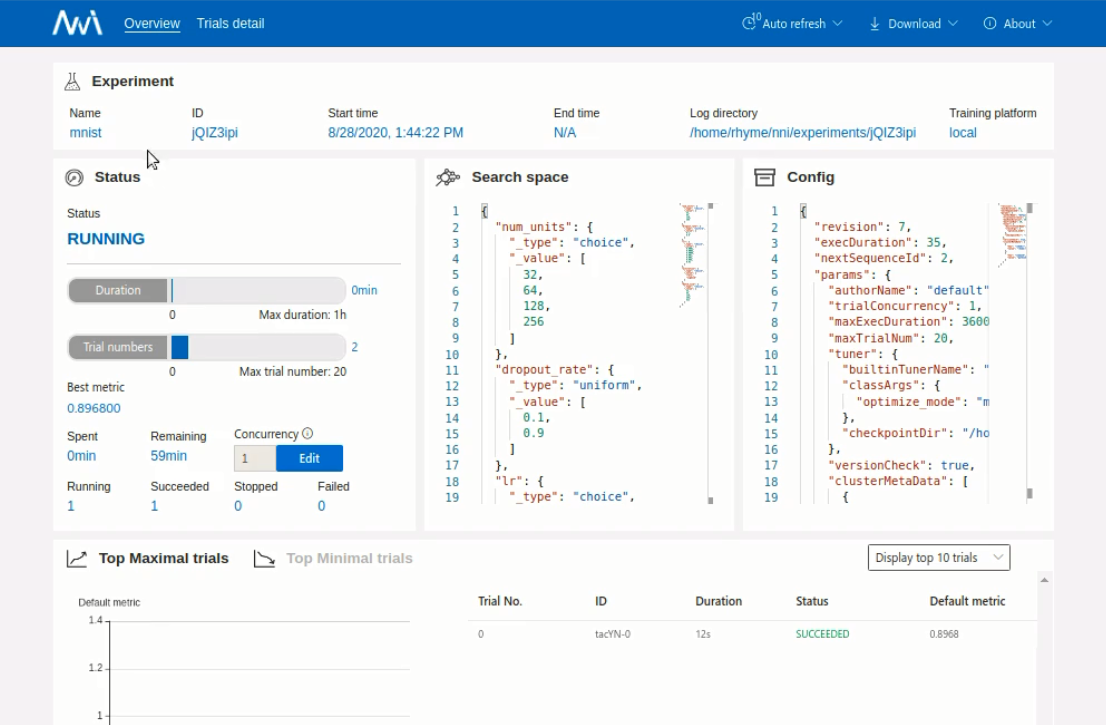 NNI Overview Trials detail 10 Auto refresh Download About
Experiment
Name ID Start time End time Log directory Training platform
mnist jQIZ3ipi 8/28/2020, 1:44:22 PM N/A /home/rhyme/nni/experiments/jQIZ3ipi local
Status
Status
RUNNING
Duration 0min
0 Max duration: 1h
Trial numbers 2
0 Max trial number: 20
Best metric
0.896800
Spent Remaining Concurrency
0min 59min 1 Edit
Running Succeeded Stopped Failed
1 1 0 0
Search space
1 {
2 "num_units": {
3 "_type": "choice",
4 "_value": [
5 32,
6 64,
7 128,
8 256
9 ]
10 },
11 "dropout_rate": {
12 "_type": "uniform",
13 "_value": [
14 0.1,
15 0.9
16 ]
17 },
18 "lr": {
19 "_type": "choice",
Config
1 {
2 "revision": 7,
3 "execDuration": 35,
4 "nextSequenceId": 2,
5 "params": {
6 "authorName": "default"
7 "trialConcurrency": 1,
8 "maxExecDuration": 3600
9 "maxTrialNum": 20,
10 "tuner": {
11 "builtinTunerName": "
12 "classArgs": {
13 "optimize_mode": "m
14 },
15 "checkpointDir": "/ho
16 },
17 "versionCheck": true,
18 "clusterMetaData": [
19 {
Top Maximal trials Top Minimal trials Display top 10 trials
Default metric
1.4
1.2
1
Trial No. ID Duration Status Default metric
0 tacYN-0 12s SUCCEEDED 0.8968